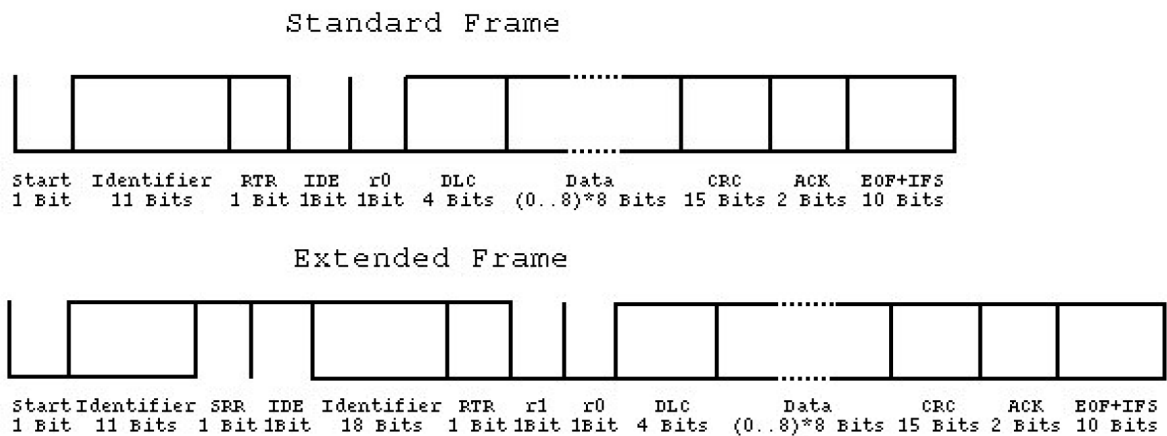 Standard Frame
Start Identifier RTR IDE r0 DLC Data CRC ACK EOF+IFS
1 Bit 11 Bits 1 Bit 1Bit 1Bit 4 Bits (0..8)*8 Bits 15 Bits 2 Bits 10 Bits
Extended Frame
Start Identifier SRR IDE Identifier RTR r1 r0 DLC Data CRC ACK EOF+IFS
1 Bit 11 Bits 1 Bit 1Bit 18 Bits 1 Bit 1Bit 1Bit 4 Bits (0..8)*8 Bits 15 Bits 2 Bits 10 Bits